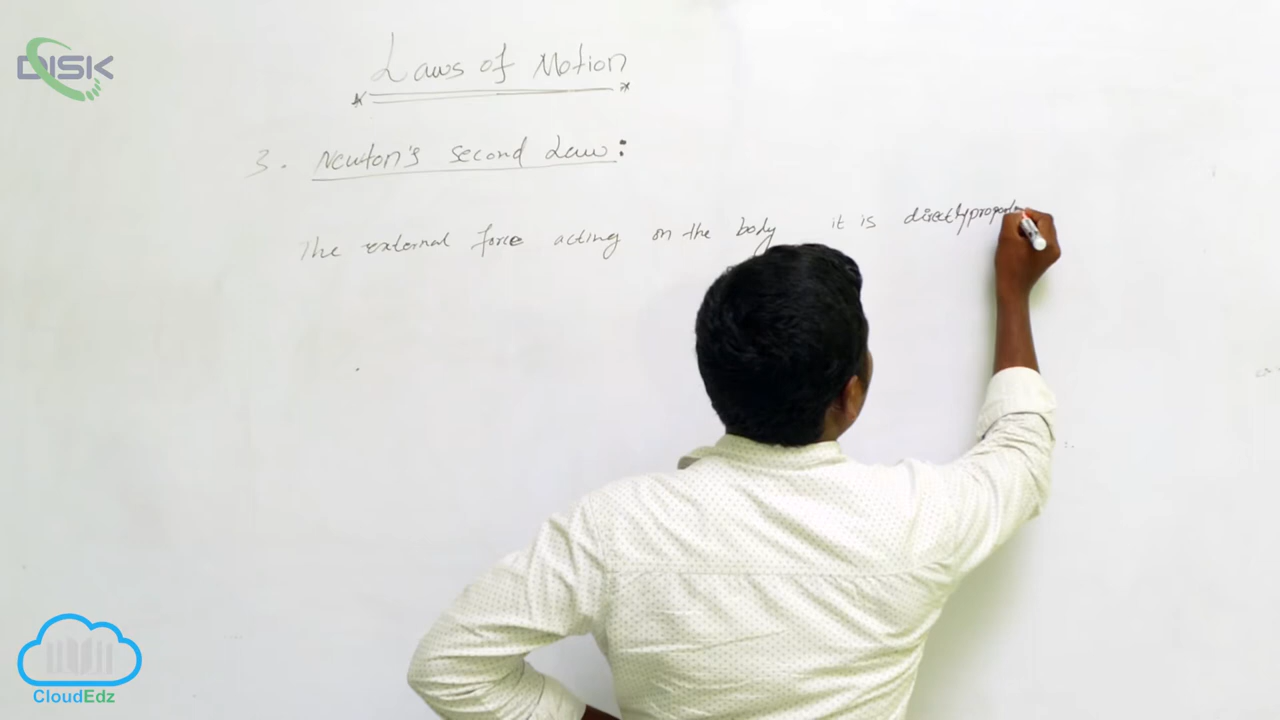 DISK
Laws of Motion
3. Newton's second Law:
The external force acting on the body it is directly
CloudEdz